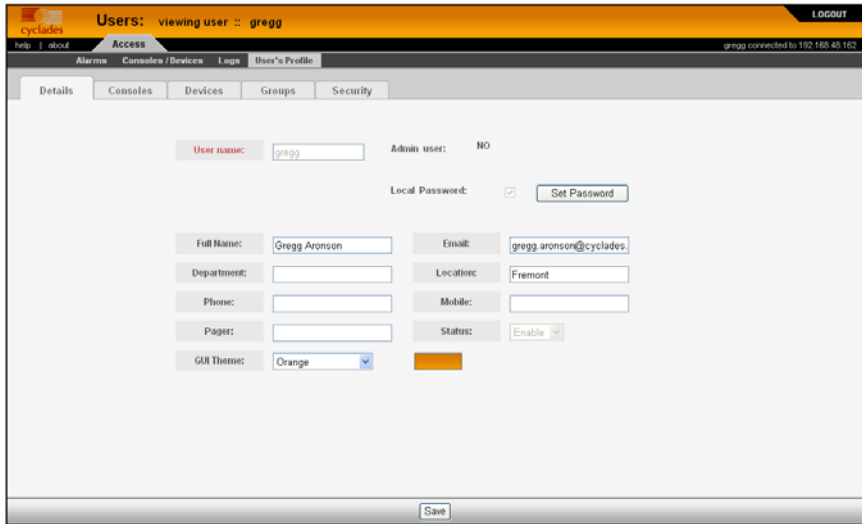 cyclades
Users: viewing user :: gregg
LOGOUT
help | about
Access
gregg connected to 192.168.48.162
Alarms Consoles / Devices Logs User's Profile
Details Consoles Devices Groups Security
User name: gregg Admin user: NO
Local Password: Set Password
Full Name: Gregg Aronson Email: gregg.aronson@cyclades.
Department: Location: Fremont
Phone: Mobile:
Pager: Status: Enable
GUI Theme: Orange
Save